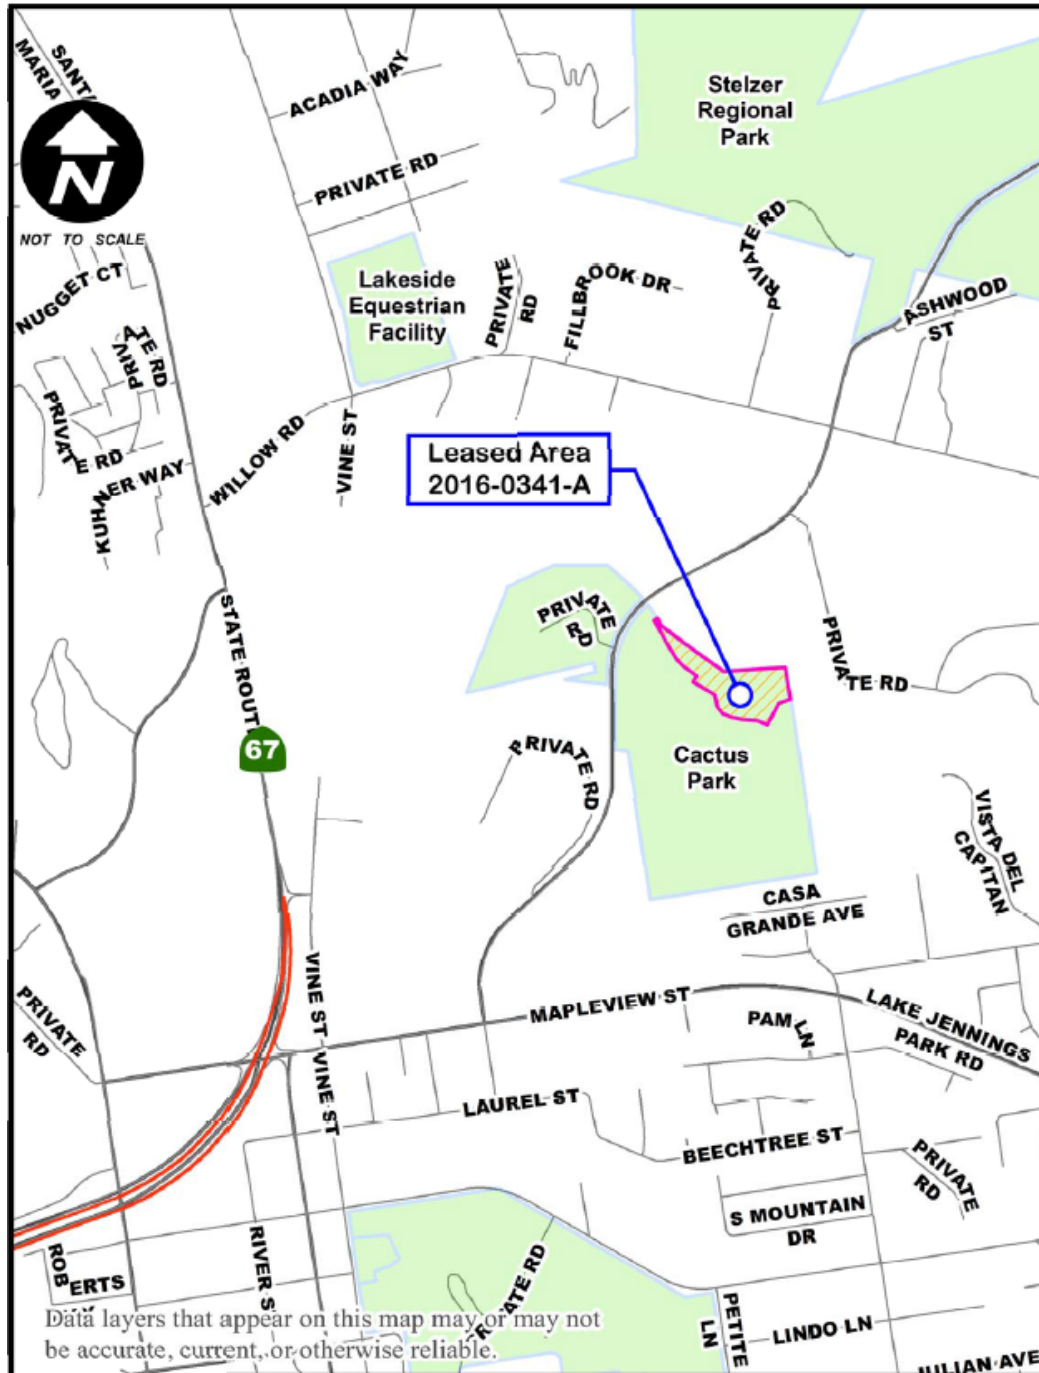 SANTA
MARIA
ACADIA WAY
Stelzer
Regional
Park
N
PRIVATE RD
NOT TO SCALE
PRIVATE RD
NUGGET CT
Lakeside
Equestrian
Facility
PRIVATE
RD
FILLBROOK DR
ASHWOOD
ST
PRIVATE RD
PRIVATE RD
KUHNER WAY
WILLOW RD
VINE ST
Leased Area
2016-0341-A
PRIVATE
RD
STATE ROUTE
67
PRIVATE RD
PRIVATE RD
Cactus
Park
VISTA DEL
CAPITAN
CASA
GRANDE AVE
PRIVATE
RD
VINE ST
VINE ST
MAPLEVIEW ST
LAKE JENNINGS
PARK RD
PAM LN
LAUREL ST
BEECHTREE ST
PRIVATE
RD
S MOUNTAIN
DR
ROBERTS
RIVER S
PRIVATE RD
PETITE
LN
LINDO LN
JULIAN AVE
Data layers that appear on this map may or may not
be accurate, current, or otherwise reliable.